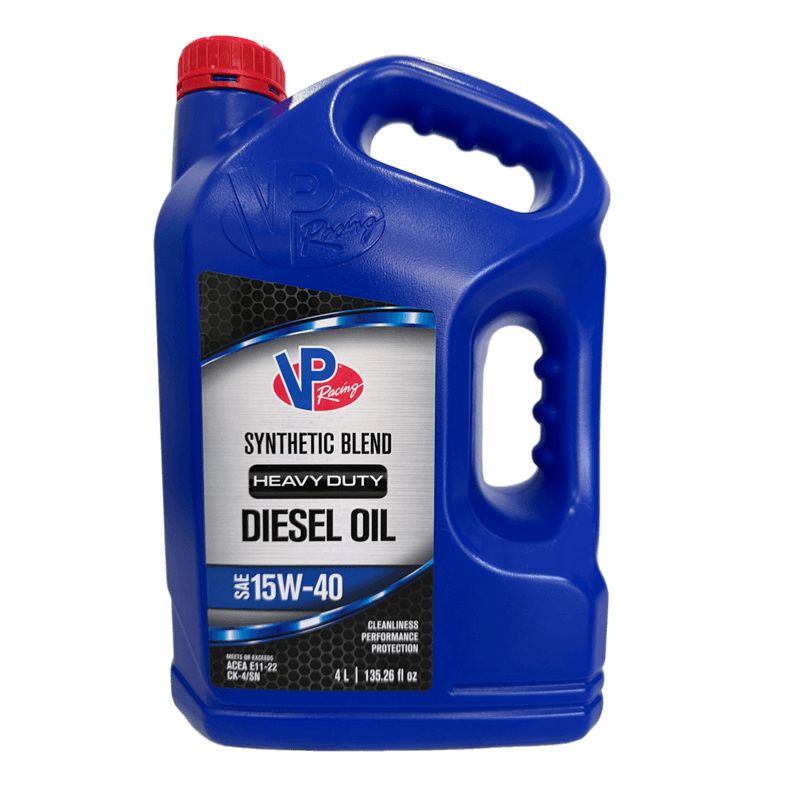 VP
Racing
VP
Racing
SYNTHETIC BLEND
HEAVY DUTY
DIESEL OIL
SAE 15W-40
CLEANLINESS
PERFORMANCE
PROTECTION
MEETS OR EXCEEDS
ACEA E11-22
CK-4/SN
4 L | 135.26 fl oz